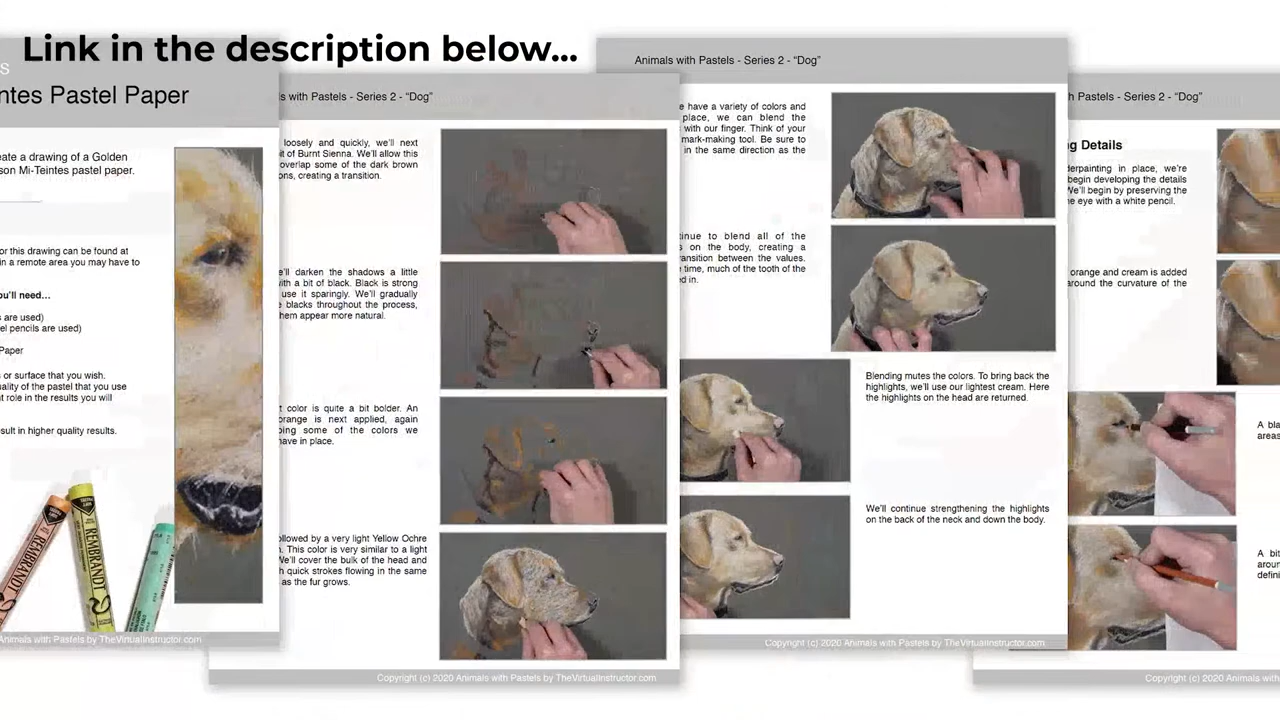 Link in the description below...
s
ntes Pastel Paper
eate a drawing of a Golden
son Mi-Teintes pastel paper.
or this drawing can be found at
in a remote area you may have to
ou'll need…
s are used)
el pencils are used)
Paper
s or surface that you wish.
ality of the pastel that you use
nt role in the results you will
sult in higher quality results.
REMBRANDT
REMBRANDT
Animals with Pastels by TheVirtualInstructor.com
ls with Pastels - Series 2 - “Dog”
loosely and quickly, we'll next
it of Burnt Sienna. We'll allow this
overlap some of the dark brown
ons, creating a transition.
e'll darken the shadows a little
with a bit of black. Black is strong
use it sparingly. We'll gradually
e blacks throughout the process,
hem appear more natural.
t color is quite a bit bolder. An
orange is next applied, again
ping some of the colors we
have in place.
ollowed by a very light Yellow Ochre
n. This color is very similar to a light
We'll cover the bulk of the head and
h quick strokes flowing in the same
as the fur grows.
Copyright (c) 2020 Animals with Pastels by TheVirtualInstructor.com
Animals with Pastels - Series 2 - “Dog”
e have a variety of colors and
place, we can blend the
with our finger. Think of your
mark-making tool. Be sure to
in the same direction as the
tinue to blend all of the
s on the body, creating a
transition between the values.
time, much of the tooth of the
ed in.
Blending mutes the colors. To bring back the
highlights, we'll use our lightest cream. Here
the highlights on the head are returned.
We'll continue strengthening the highlights
on the back of the neck and down the body.
Copyright (c) 2020 Animals with Pastels by TheVirtualInstructor.com
h Pastels - Series 2 - “Dog”
ng Details
derpainting in place, we're
begin developing the details
We'll begin by preserving the
he eye with a white pencil.
orange and cream is added
around the curvature of the
A bla
areas
A bit
aroun
defini
Copyright (c) 2020 Animals with